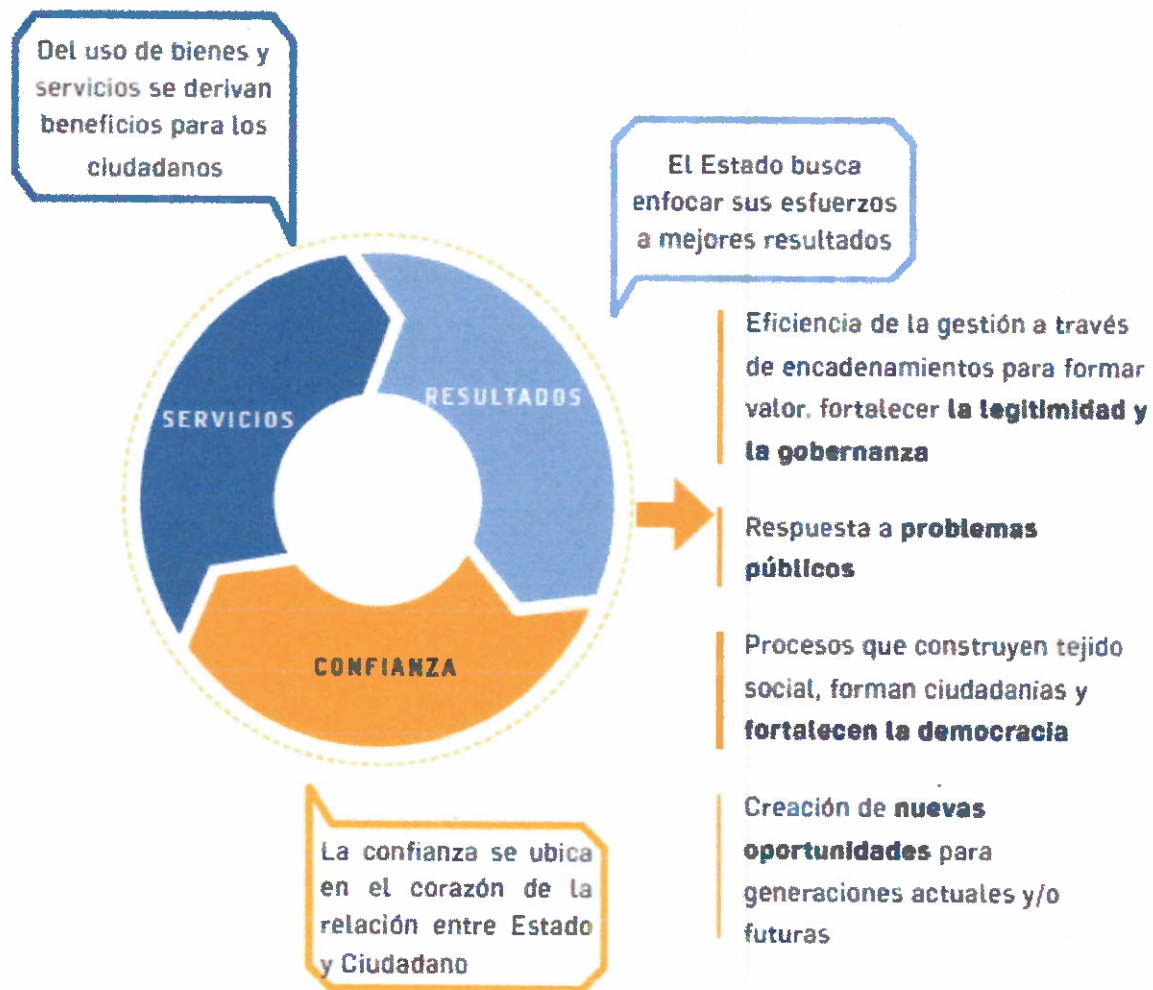 Del uso de bienes y
servicios se derivan
beneficios para los
ciudadanos
El Estado busca
enfocar sus esfuerzos
a mejores resultados
SERVICIOS
RESULTADOS
CONFIANZA
Eficiencia de la gestión a través
de encadenamientos para formar
valor, fortalecer la legitimidad y
la gobernanza
Respuesta a problemas
públicos
Procesos que construyen tejido
social, forman ciudadanías y
fortalecen la democracia
Creación de nuevas
oportunidades para
generaciones actuales y/o
futuras
La confianza se ubica
en el corazón de la
relación entre Estado
y Ciudadano